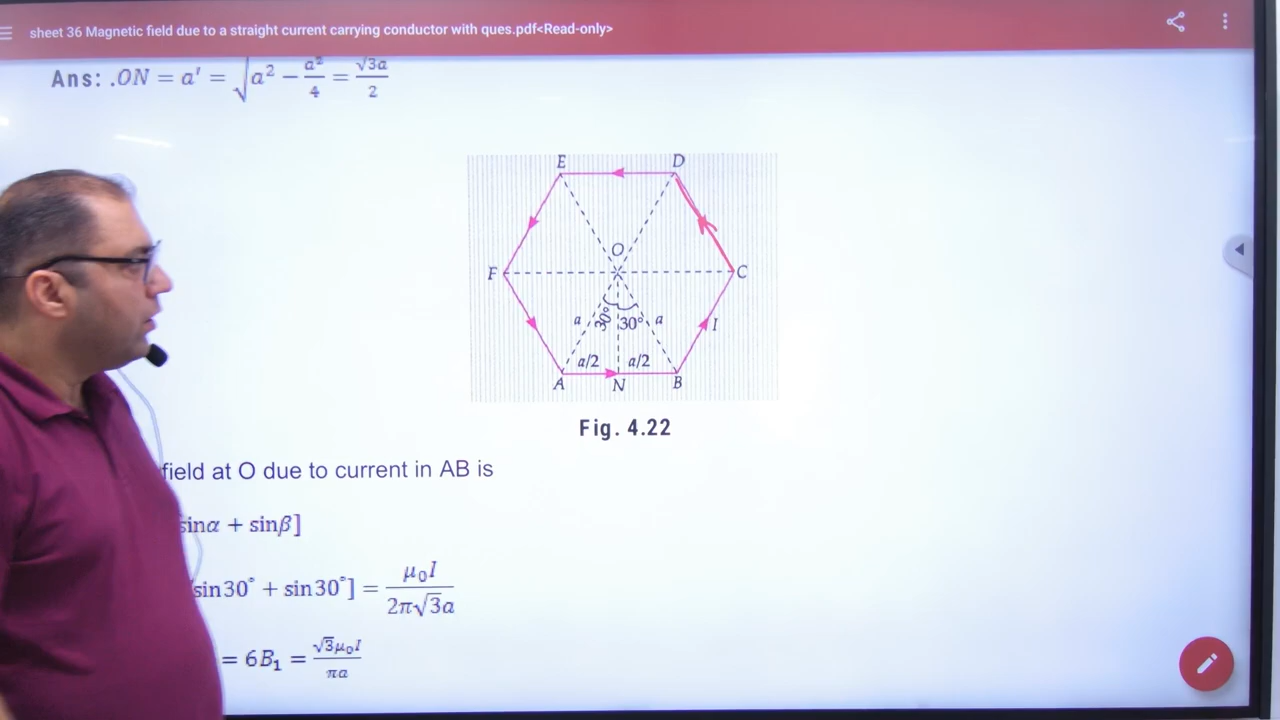 sheet 36 Magnetic field due to a straight current carrying conductor with ques.pdf<Read-only>
Ans: .ON = a' = √(a² − a²/4) = √3a/2
E D
O
F C
a 30° 30° a I
a/2 a/2
A N B
Fig. 4.22
field at O due to current in AB is
sinα + sinβ]
sin30° + sin30°] = μ₀I/2π√3a
= 6B₁ = √3μ₀I/πa